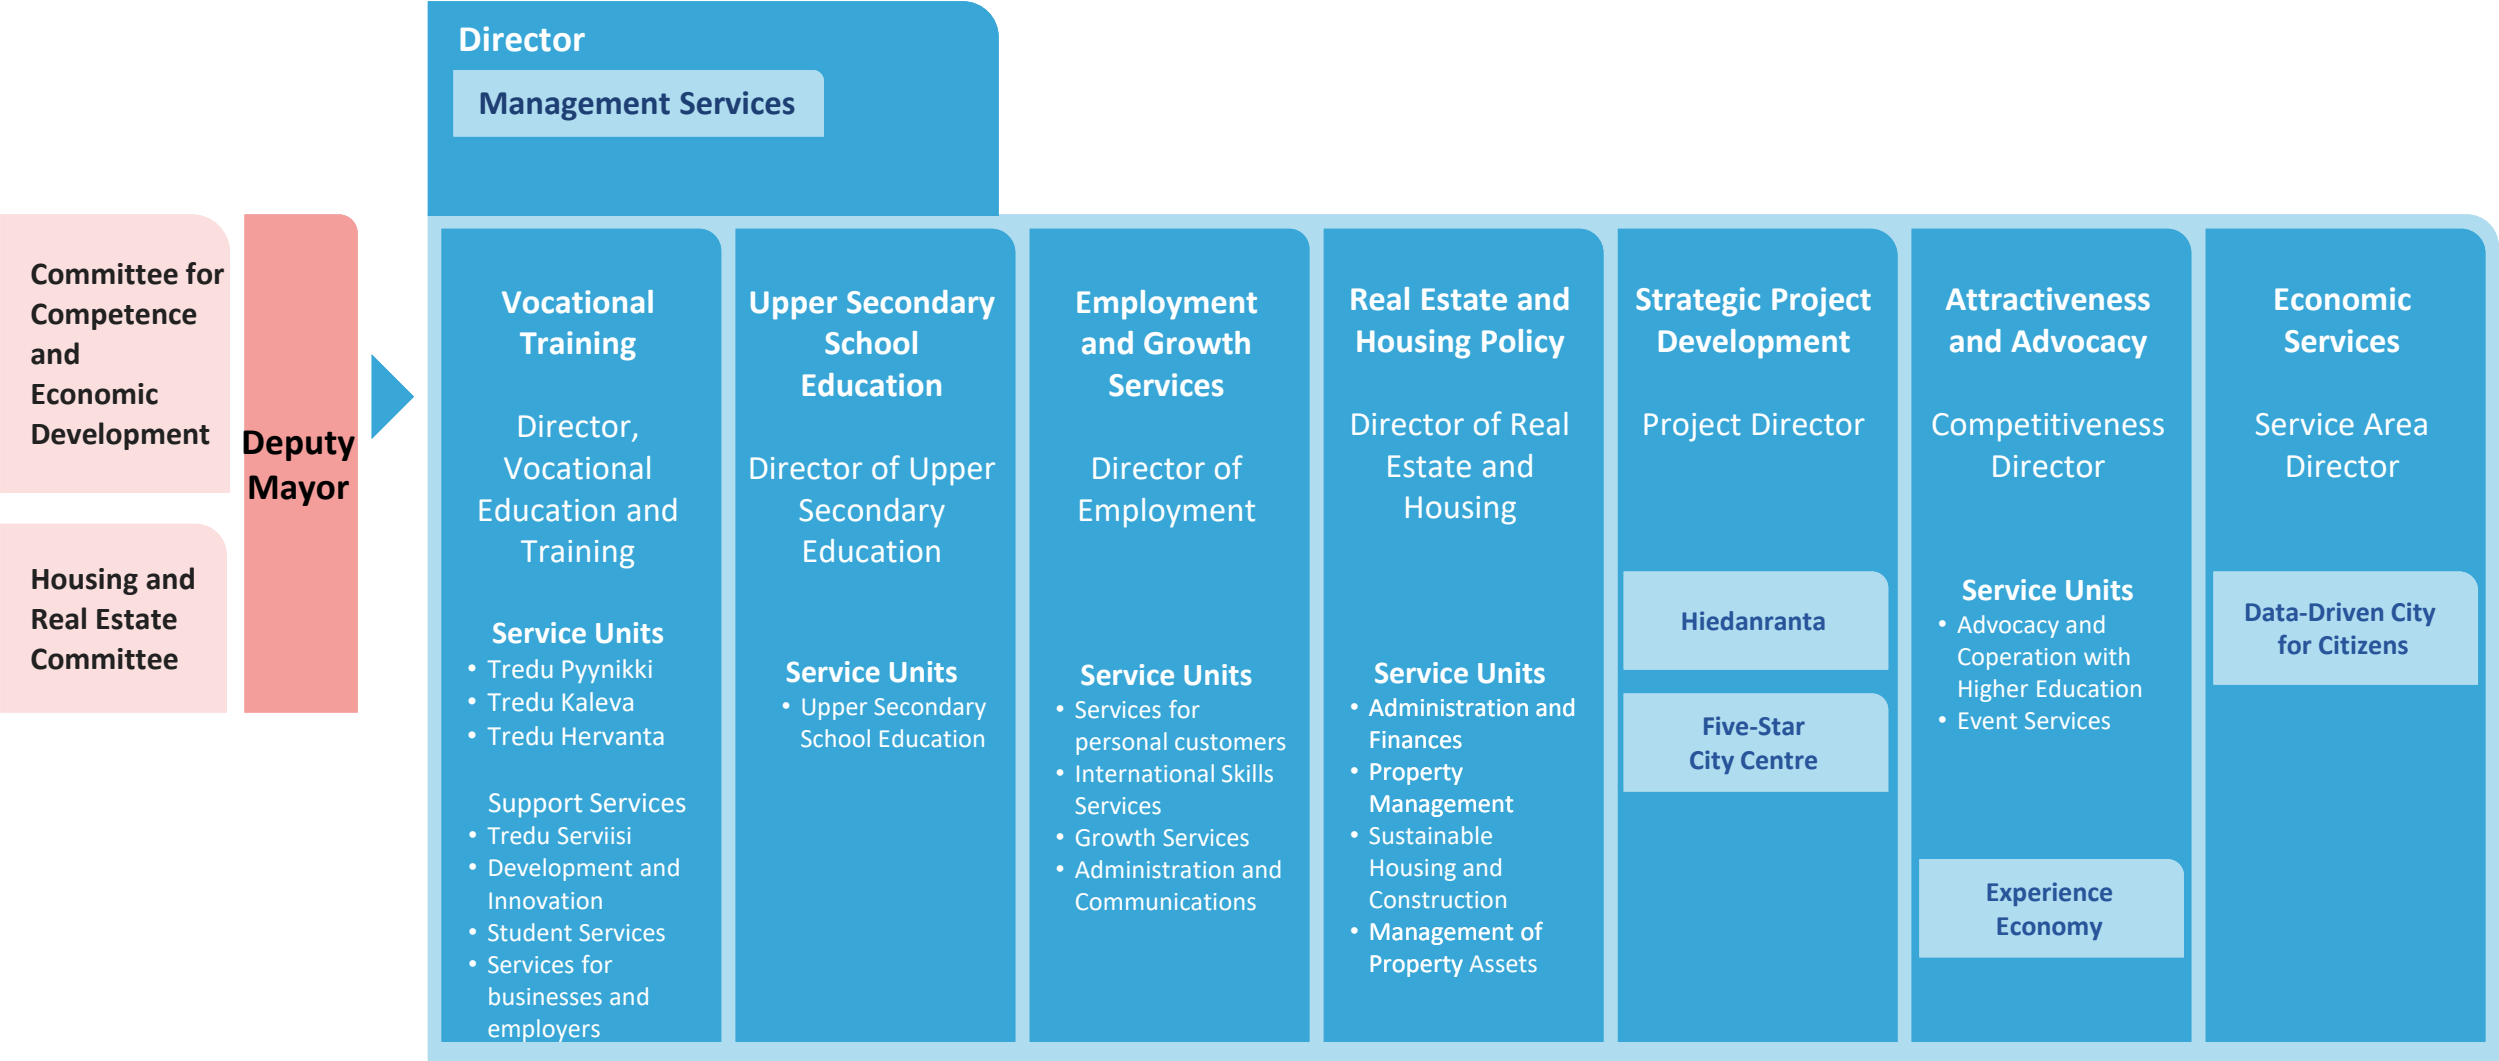 Director
Management Services
Committee for
Competence
and
Economic
Development
Housing and
Real Estate
Committee
Deputy
Mayor
Vocational
Training
Director,
Vocational
Education and
Training
Service Units
• Tredu Pyynikki
• Tredu Kaleva
• Tredu Hervanta
Support Services
• Tredu Serviisi
• Development and
Innovation
• Student Services
• Services for
businesses and
employers
Upper Secondary
School
Education
Director of Upper
Secondary
Education
Service Units
• Upper Secondary
School Education
Employment
and Growth
Services
Director of
Employment
Service Units
• Services for
personal customers
• International Skills
Services
• Growth Services
• Administration and
Communications
Real Estate and
Housing Policy
Director of Real
Estate and
Housing
Service Units
• Administration and
Finances
• Property
Management
• Sustainable
Housing and
Construction
• Management of
Property Assets
Strategic Project
Development
Project Director
Hiedanranta
Five-Star
City Centre
Attractiveness
and Advocacy
Competitiveness
Director
Service Units
• Advocacy and
Coperation with
Higher Education
• Event Services
Experience
Economy
Economic
Services
Service Area
Director
Data-Driven City
for Citizens